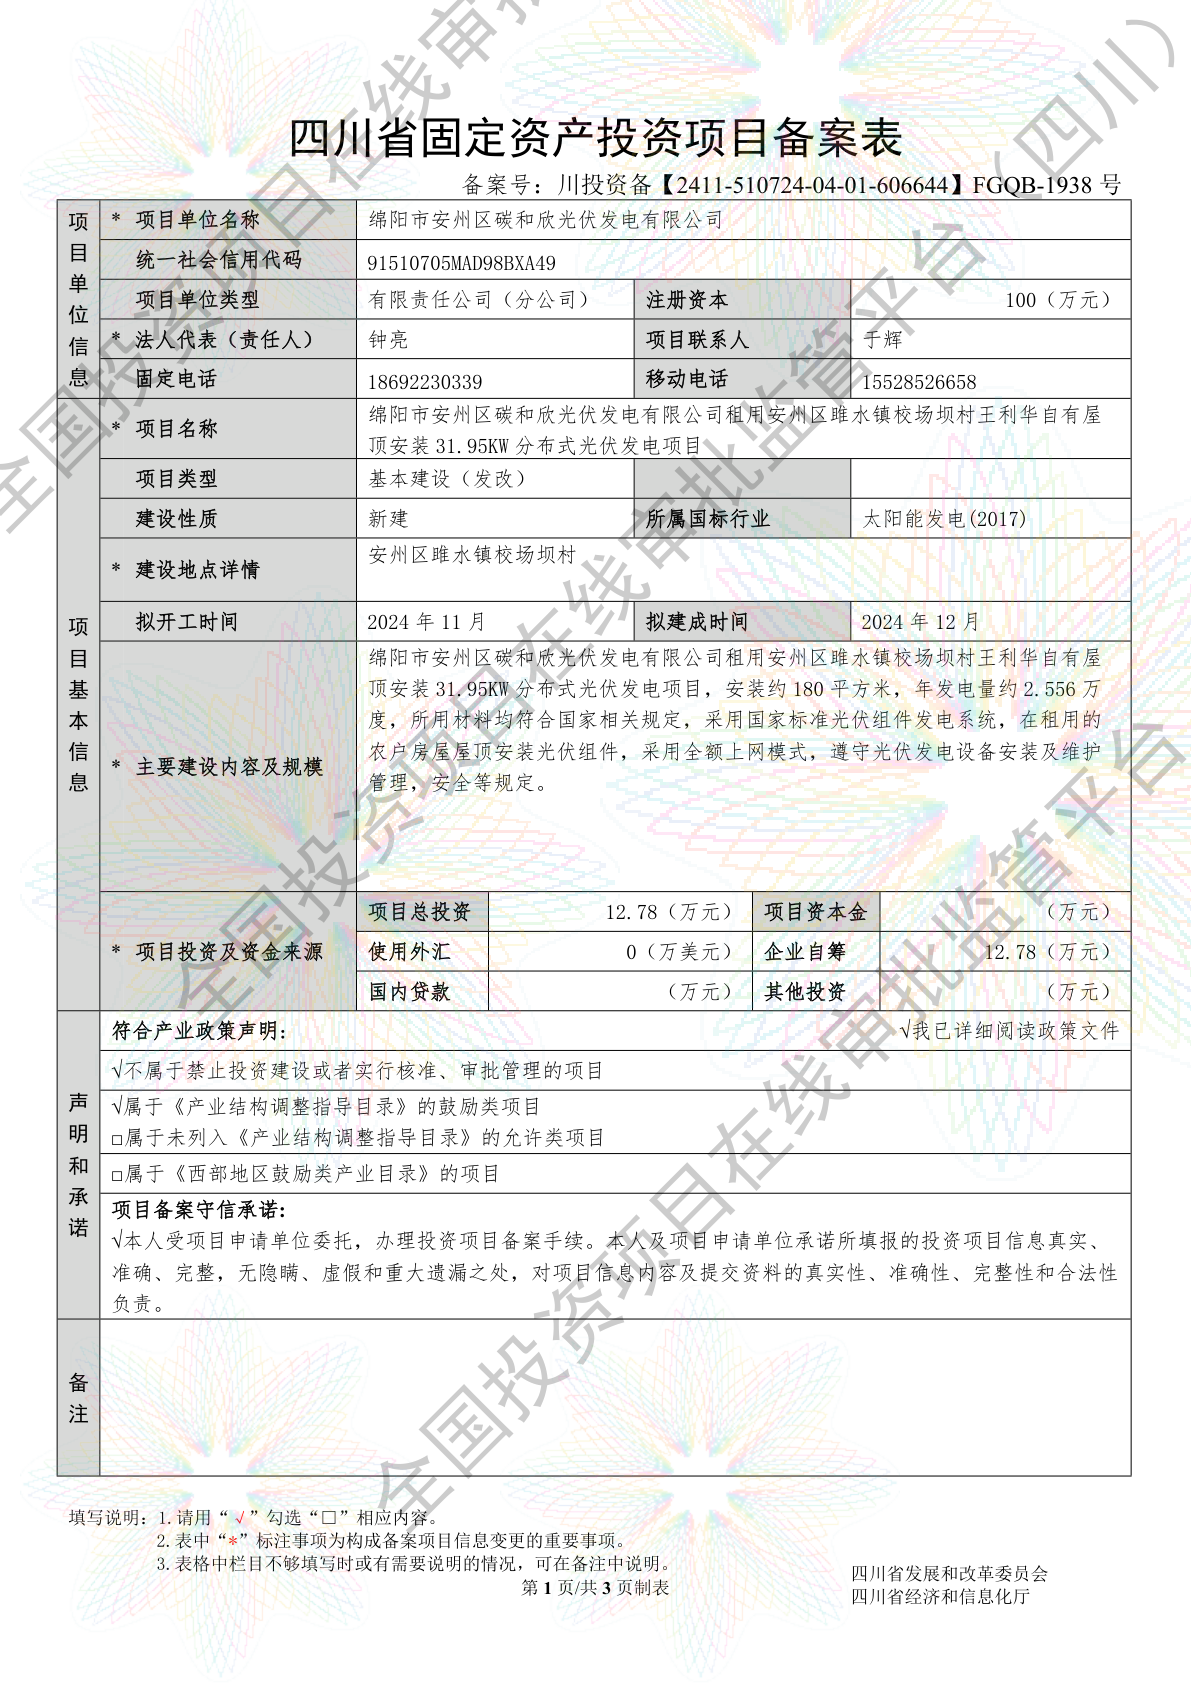 四川省固定资产投资项目备案表
备案号：川投资备【2411-510724-04-01-606644】FGQB-1938 号
项目单位信息
* 项目单位名称 绵阳市安州区碳和欣光伏发电有限公司
统一社会信用代码 91510705MAD98BXA49
项目单位类型 有限责任公司（分公司） 注册资本 100（万元）
* 法人代表（责任人） 钟亮 项目联系人 于辉
固定电话 18692230339 移动电话 15528526658
项目基本信息
* 项目名称 绵阳市安州区碳和欣光伏发电有限公司租用安州区雎水镇校场坝村王利华自有屋
顶安装 31.95KW 分布式光伏发电项目
项目类型 基本建设（发改）
建设性质 新建 所属国标行业 太阳能发电(2017)
* 建设地点详情 安州区雎水镇校场坝村
拟开工时间 2024 年 11 月 拟建成时间 2024 年 12 月
* 主要建设内容及规模
绵阳市安州区碳和欣光伏发电有限公司租用安州区雎水镇校场坝村王利华自有屋
顶安装 31.95KW 分布式光伏发电项目，安装约 180 平方米，年发电量约 2.556 万
度，所用材料均符合国家相关规定，采用国家标准光伏组件发电系统，在租用的
农户房屋屋顶安装光伏组件，采用全额上网模式，遵守光伏发电设备安装及维护
管理，安全等规定。
* 项目投资及资金来源
项目总投资 12.78（万元） 项目资本金 （万元）
使用外汇 0（万美元） 企业自筹 12.78（万元）
国内贷款 （万元） 其他投资 （万元）
声明和承诺
符合产业政策声明： √我已详细阅读政策文件
√不属于禁止投资建设或者实行核准、审批管理的项目
√属于《产业结构调整指导目录》的鼓励类项目
□属于未列入《产业结构调整指导目录》的允许类项目
□属于《西部地区鼓励类产业目录》的项目
项目备案守信承诺：
√本人受项目申请单位委托，办理投资项目备案手续。本人及项目申请单位承诺所填报的投资项目信息真实、
准确、完整，无隐瞒、虚假和重大遗漏之处，对项目信息内容及提交资料的真实性、准确性、完整性和合法性
负责。
备注
填写说明：1.请用“√”勾选“□”相应内容。
2.表中“*”标注事项为构成备案项目信息变更的重要事项。
3.表格中栏目不够填写时或有需要说明的情况，可在备注中说明。
第 1 页/共 3 页制表
四川省发展和改革委员会
四川省经济和信息化厅
全国投资项目在线审批
全国投资项目在线审批监管平台（四川）
全国投资项目在线审批监管平台